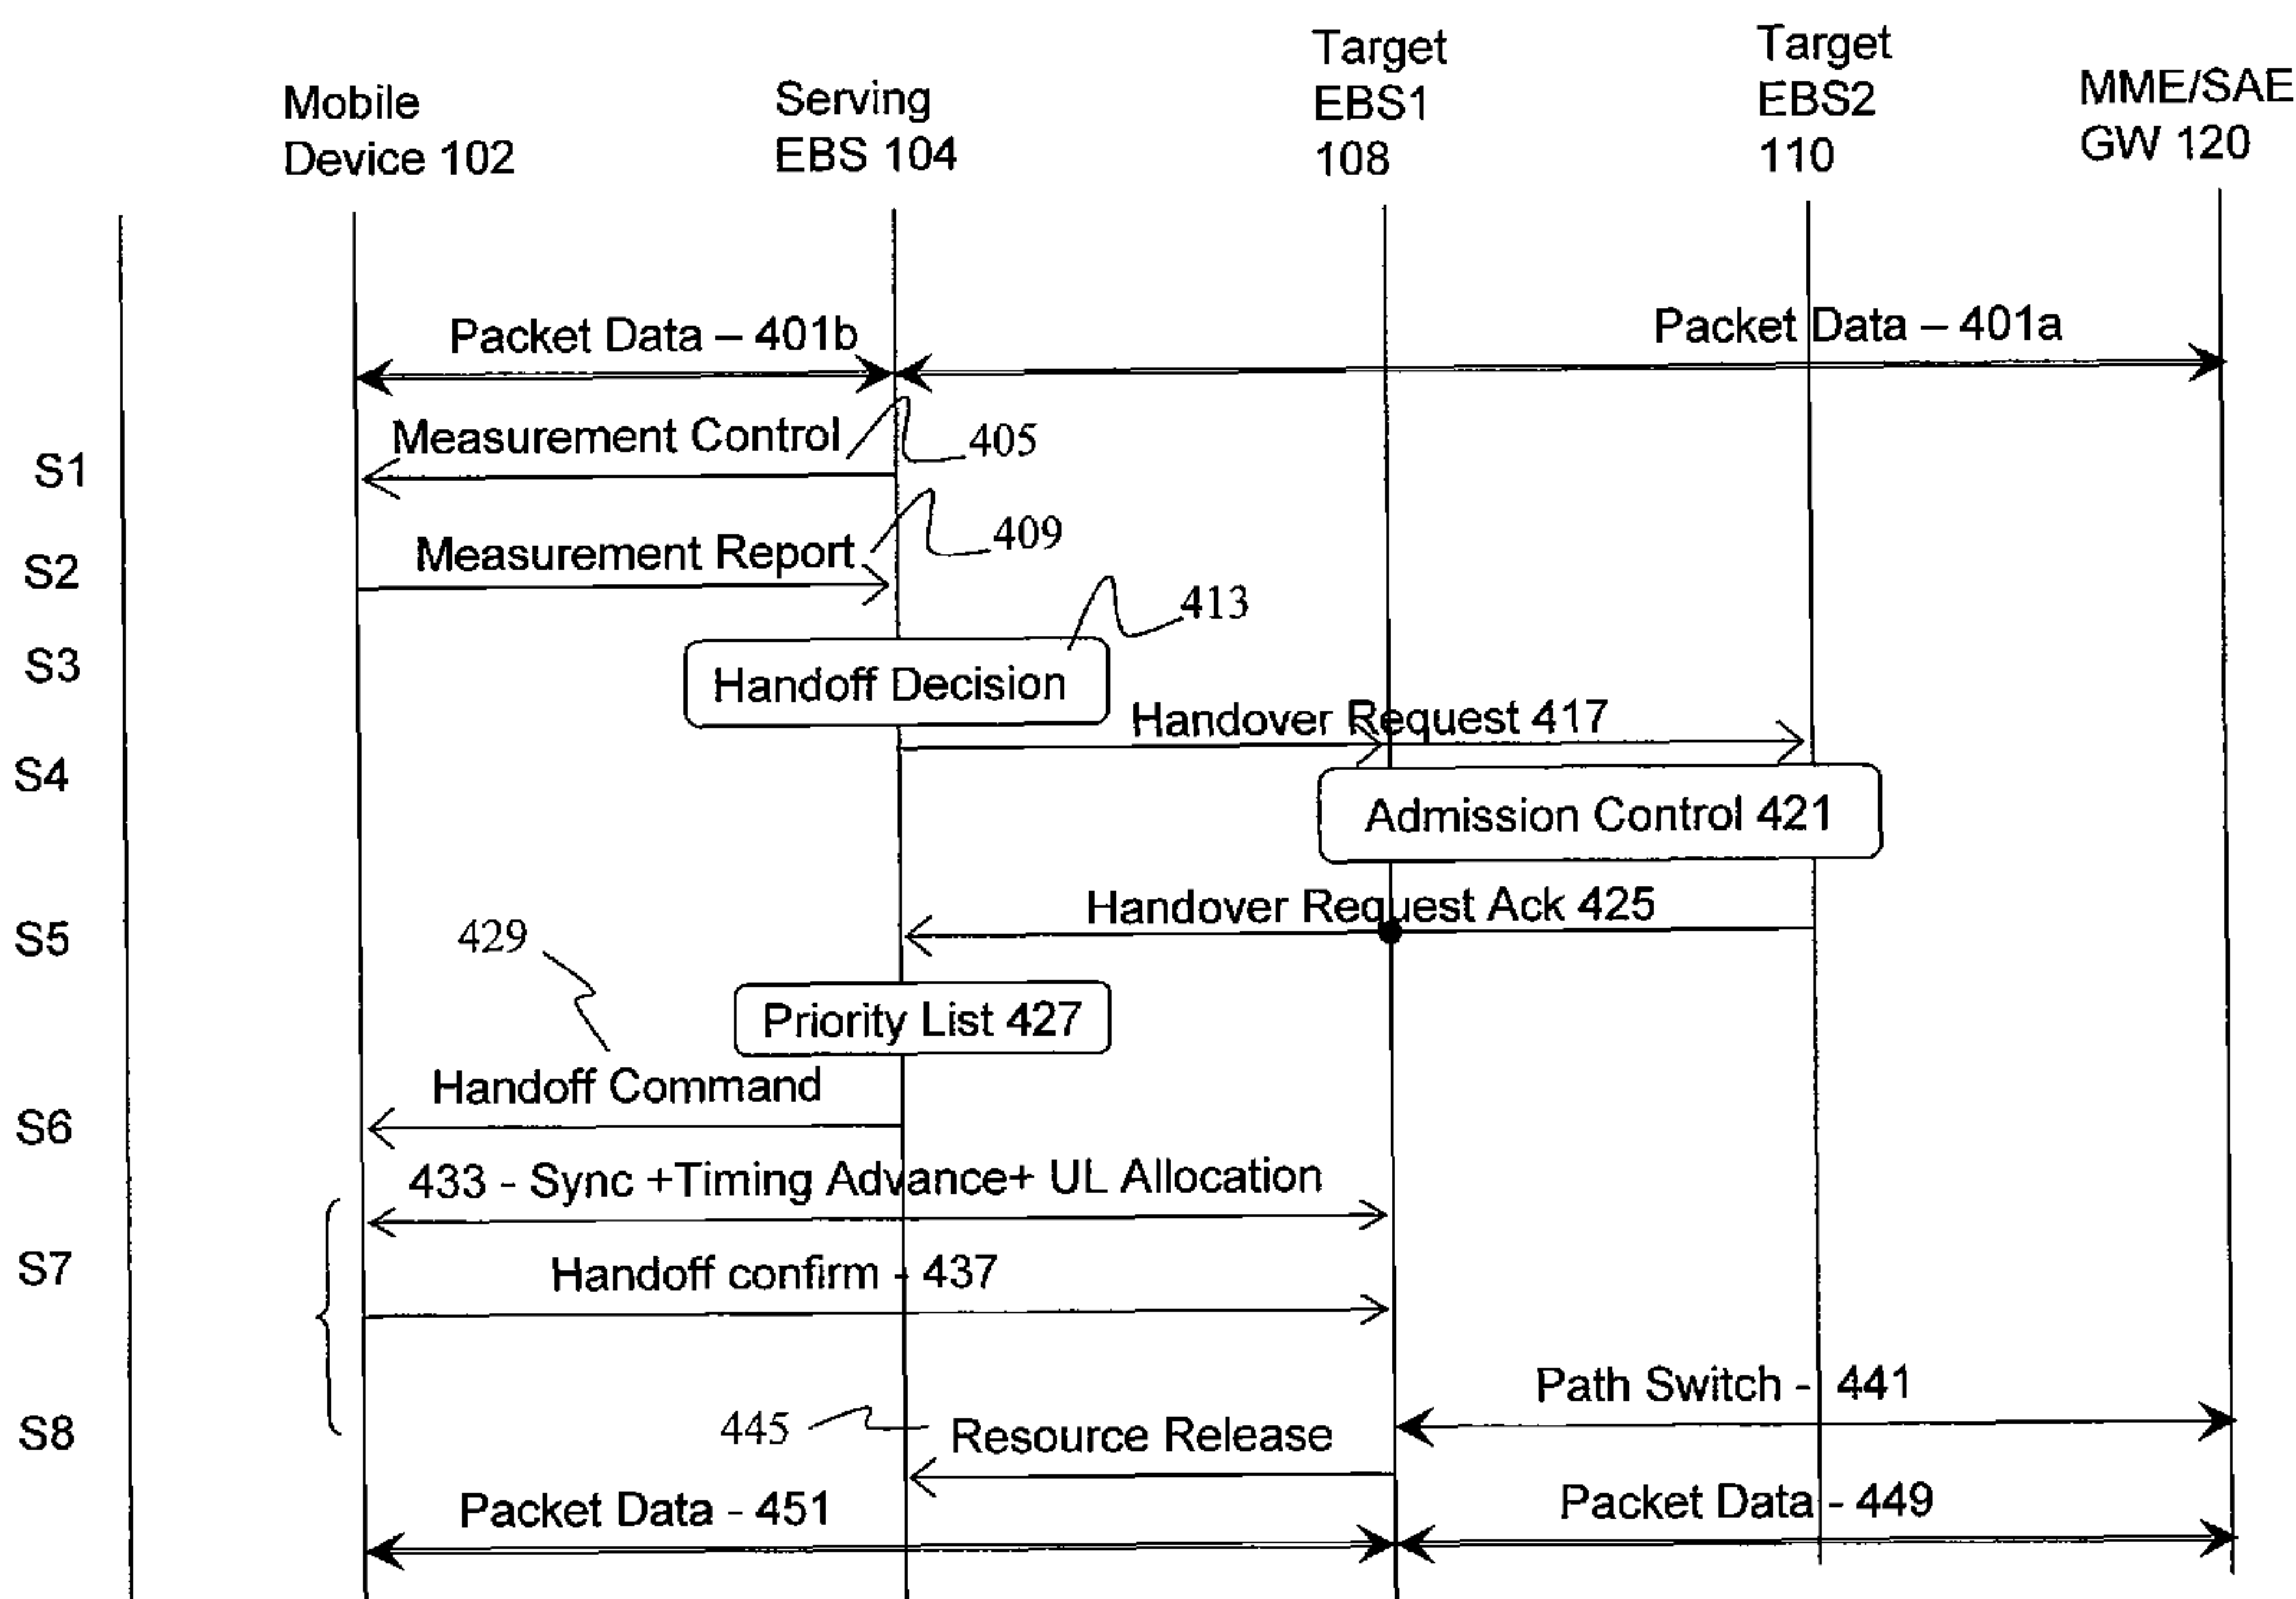 Mobile
Device 102
Serving
EBS 104
Target
EBS1
108
Target
EBS2
110
MME/SAE
GW 120
Packet Data – 401b
Packet Data – 401a
Measurement Control
405
S1
Measurement Report
409
S2
413
S3
Handoff Decision
Handover Request 417
S4
Admission Control 421
Handover Request Ack 425
429
S5
Priority List 427
Handoff Command
S6
433 - Sync +Timing Advance+ UL Allocation
S7
Handoff confirm - 437
Path Switch - 441
S8
445
Resource Release
Packet Data - 451
Packet Data - 449